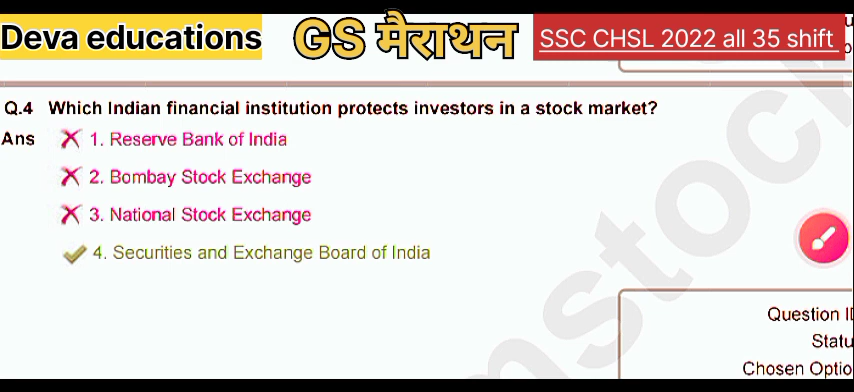 Deva educations GS मैराथन SSC CHSL 2022 all 35 shift
Q.4 Which Indian financial institution protects investors in a stock market?
Ans 1. Reserve Bank of India
2. Bombay Stock Exchange
3. National Stock Exchange
4. Securities and Exchange Board of India
Question
Chosen